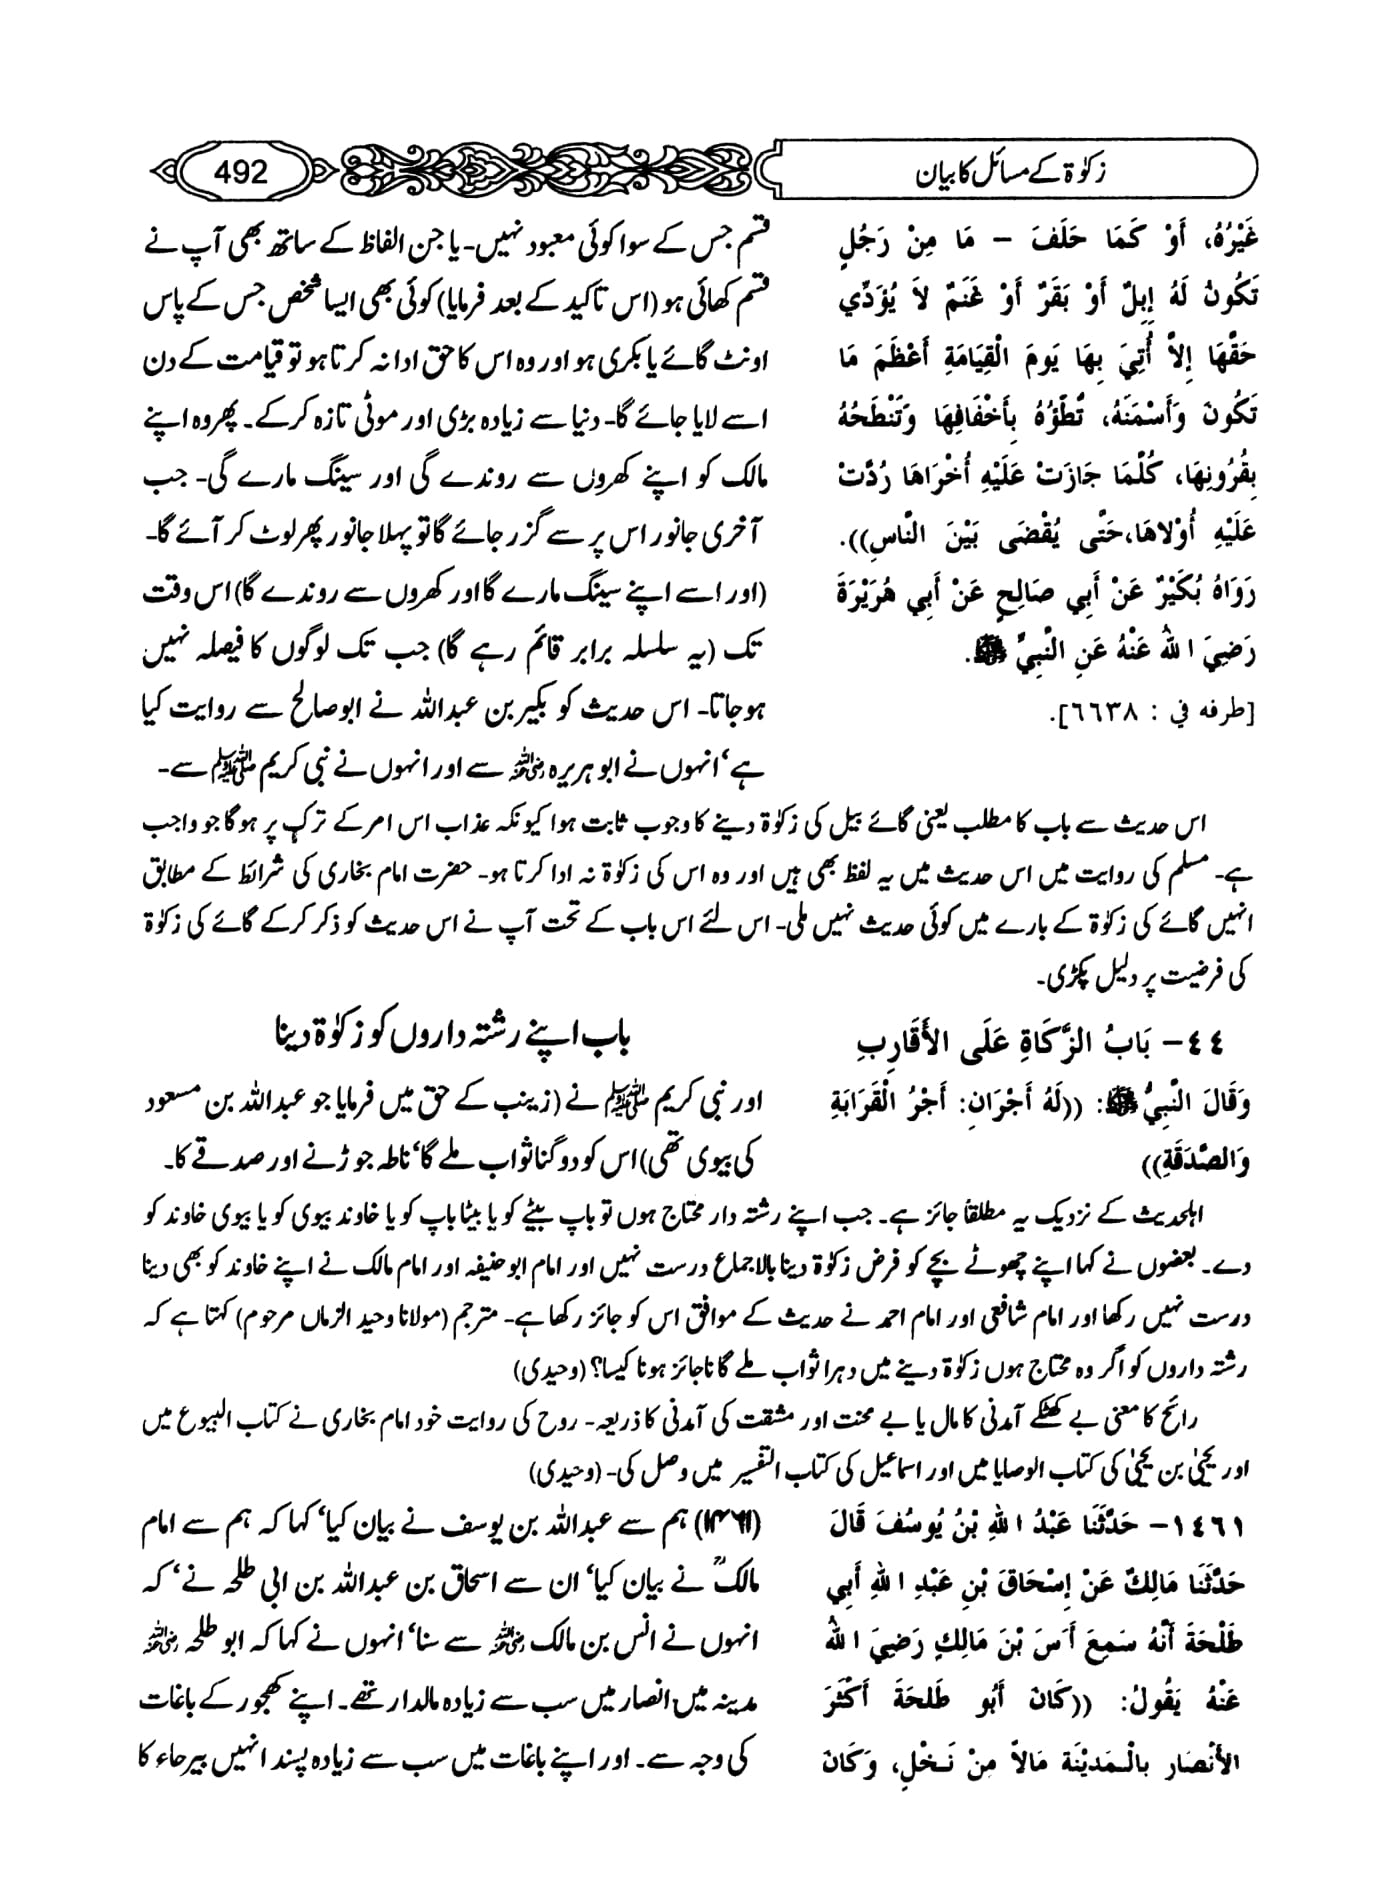 زکوٰۃ کے مسائل کا بیان
492
غَيْرُهُ، أَوْ كَمَا حَلَفَ – مَا مِنْ رَجُلٍ
تَكُونُ لَهُ إِبِلٌ أَوْ بَقَرٌ أَوْ غَنَمٌ لاَ يُؤَدِّي
حَقَّهَا إِلاَّ أُتِيَ بِهَا يَومَ الْقِيَامَةِ أَعْظَمَ مَا
تَكُونَ وَأَسْمَنَهُ، تُطَؤُهُ بِأَخْفَافِهَا وَتَنْطَحُهُ
بِقُرُونِهَا، كُلَّمَا جَازَتْ عَلَيْهِ أُخْرَاهَا رُدَّتْ
عَلَيْهِ أُوْلاهَا،حَتَّى يُقْضَى بَيْنَ النَّاسِ)).
رَوَاهُ بُكَيْرٌ عَنْ أَبِي صَالِحٍ عَنْ أَبِي هُرَيْرَةَ
رَضِيَ اللهُ عَنْهُ عَنِ النَّبِيِّ ﷺ.
[طرفه في : ٦٦٣٨].
قسم جس کے سوا کوئی معبود نہیں۔ یا جن الفاظ کے ساتھ بھی آپ نے
قسم کھائی ہو (اس تاکید کے بعد فرمایا) کوئی بھی ایسا شخص جس کے پاس
اونٹ گائے یا بکری ہو اور وہ اس کا حق ادا نہ کرتا ہو تو قیامت کے دن
اسے لایا جائے گا۔ دنیا سے زیادہ بڑی اور موٹی تازہ کر کے۔ پھر وہ اپنے
مالک کو اپنے کھروں سے روندے گی اور سینگ مارے گی۔ جب
آخری جانور اس پر سے گزر جائے گا تو پہلا جانور پھر لوٹ کر آئے گا۔
(اور اسے اپنے سینگ مارے گا اور کھروں سے روندے گا) اس وقت
تک (یہ سلسلہ برابر قائم رہے گا) جب تک لوگوں کا فیصلہ نہیں
ہو جاتا۔ اس حدیث کو بکیر بن عبداللہ نے ابو صالح سے روایت کیا
ہے‘ انہوں نے ابو ہریرہ رضی اللہ عنہ سے اور انہوں نے نبی کریم ﷺ سے۔
اس حدیث سے باب کا مطلب یعنی گائے بیل کی زکوٰۃ دینے کا وجوب ثابت ہوا کیونکہ عذاب اس امر کے ترک پر ہو گا جو واجب
ہے۔ مسلم کی روایت میں اس حدیث میں یہ لفظ بھی ہیں اور وہ اس کی زکوٰۃ نہ ادا کرتا ہو۔ حضرت امام بخاری کی شرائط کے مطابق
انہیں گائے کی زکوٰۃ کے بارے میں کوئی حدیث نہیں ملی۔ اس لئے اس باب کے تحت آپ نے اس حدیث کو ذکر کر کے گائے کی زکوٰۃ
کی فرضیت پر دلیل پکڑی۔
٤٤– بَابُ الزَّكَاةِ عَلَى الأَقَارِبِ
وَقَالَ النَّبِيُّ ﷺ: ((لَهُ أَجْرَانِ: أَجْرُ الْقَرَابَةِ
وَالصَّدَقَةِ))
باب اپنے رشتہ داروں کو زکوٰۃ دینا
اور نبی کریم ﷺ نے (زینب کے حق میں فرمایا جو عبداللہ بن مسعود
کی بیوی تھی) اس کو دو گنا ثواب ملے گا‘ ناطہ جوڑنے اور صدقے کا۔
اہلحدیث کے نزدیک یہ مطلقاً جائز ہے۔ جب اپنے رشتہ دار محتاج ہوں تو باپ بیٹے کو یا بیٹا باپ کو یا خاوند بیوی کو یا بیوی خاوند کو
دے۔ بعضوں نے کہا اپنے چھوٹے بچے کو فرض زکوٰۃ دینا بالاجماع درست نہیں اور امام ابو حنیفہ اور امام مالک نے اپنے خاوند کو بھی دینا
درست نہیں رکھا اور امام شافعی اور امام احمد نے حدیث کے موافق اس کو جائز رکھا ہے۔ مترجم (مولانا وحید الزماں مرحوم) کہتا ہے کہ
رشتہ داروں کو اگر وہ محتاج ہوں زکوٰۃ دینے میں دہرا ثواب ملے گا ناجائز ہونا کیسا؟ (وحیدی)
رائح کا معنی بے کھٹکے آمدنی کا مال یا بے محنت اور مشقت کی آمدنی کا ذریعہ۔ روح کی روایت خود امام بخاری نے کتاب البیوع میں
اور یحییٰ بن یحییٰ کی کتاب الوصایا میں اور اسماعیل کی کتاب التفسیر میں وصل کی۔ (وحیدی)
١٤٦١– حَدَّثَنَا عَبْدُ اللهِ بْنُ يُوسُفَ قَالَ
حَدَّثَنَا مَالِكٌ عَنْ إِسْحَاقَ بْنِ عَبْدِ اللهِ أَبِي
طَلْحَةَ أَنَّهُ سَمِعَ أَسَ بْنَ مَالِكٍ رَضِيَ اللهُ
عَنْهُ يَقُولُ: ((كَانَ أَبُو طَلحَةَ أَكْثَرَ
الأَنْصَارِ بالْمَدِيْنَة مَالاً مِنْ نَخْلٍ، وَكَانَ
(۱۴۶۱) ہم سے عبداللہ بن یوسف نے بیان کیا‘ کہا کہ ہم سے امام
مالکؒ نے بیان کیا‘ ان سے اسحاق بن عبداللہ بن ابی طلحہ نے‘ کہ
انہوں نے انس بن مالک رضی اللہ عنہ سے سنا‘ انہوں نے کہا کہ ابو طلحہ رضی اللہ عنہ
مدینہ میں انصار میں سب سے زیادہ مالدار تھے۔ اپنے کھجور کے باغات
کی وجہ سے۔ اور اپنے باغات میں سب سے زیادہ پسند انہیں بیرحاء کا